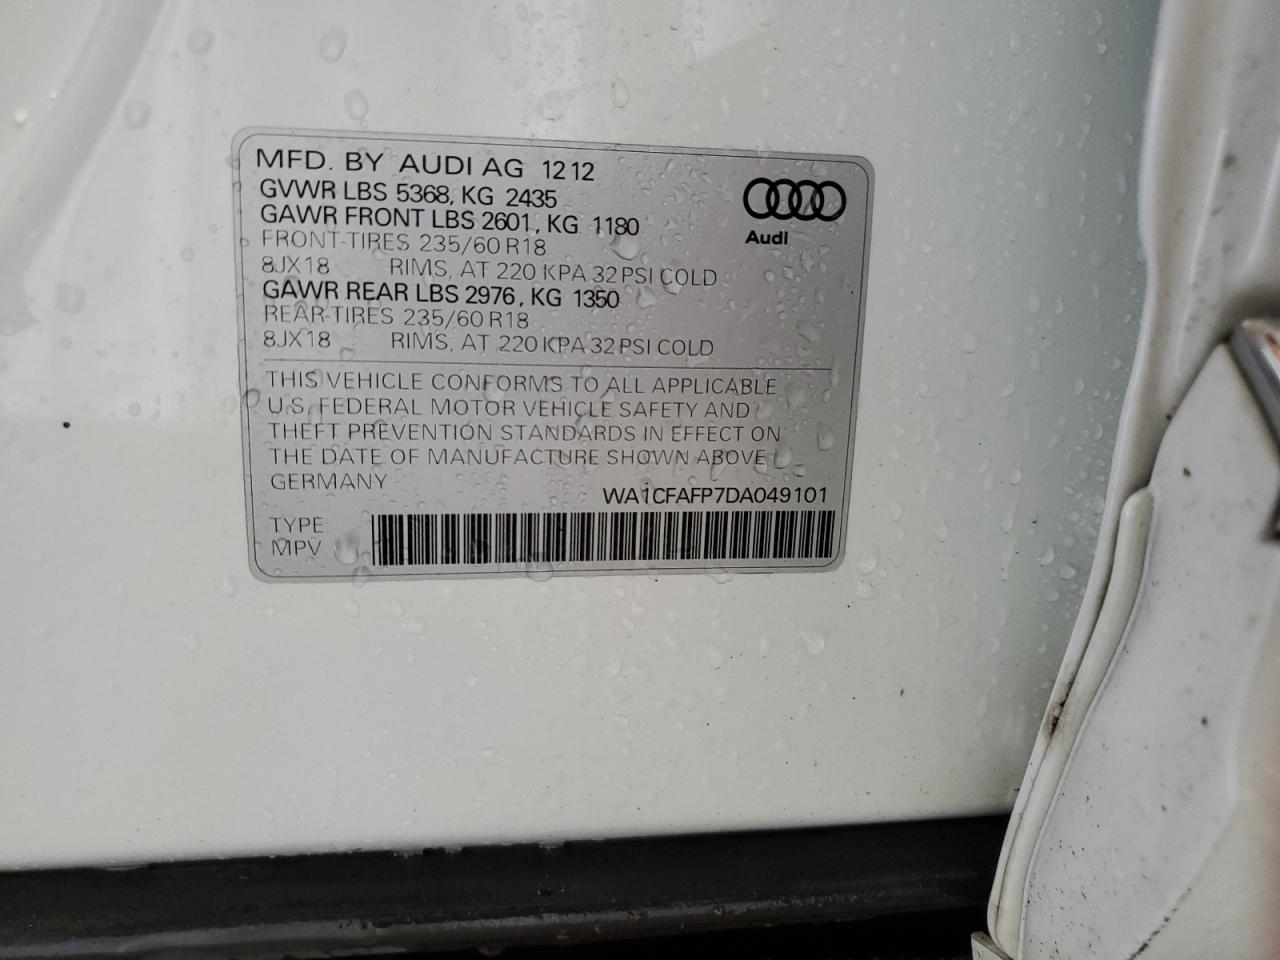 MFD. BY AUDI AG 12 12
GVWR LBS 5368, KG 2435
GAWR FRONT LBS 2601, KG 1180
FRONT-TIRES 235/60 R18
8JX18 RIMS, AT 220 KPA 32 PSI COLD
GAWR REAR LBS 2976, KG 1350
REAR-TIRES 235/60 R18
8JX18 RIMS, AT 220 KPA 32 PSI COLD
Audi
THIS VEHICLE CONFORMS TO ALL APPLICABLE
U.S. FEDERAL MOTOR VEHICLE SAFETY AND
THEFT PREVENTION STANDARDS IN EFFECT ON
THE DATE OF MANUFACTURE SHOWN ABOVE
GERMANY
WA1CFAFP7DA049101
TYPE:
MPV